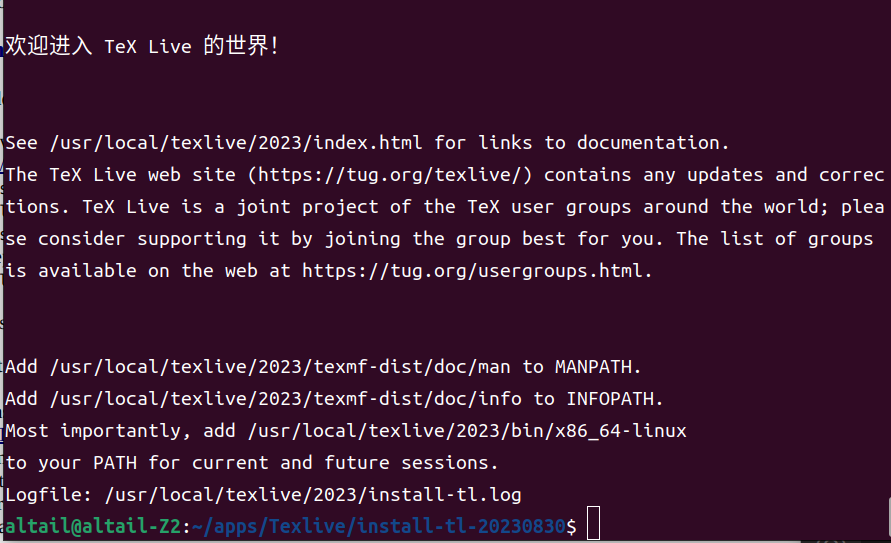 欢迎进入 TeX Live 的世界!
See /usr/local/texlive/2023/index.html for links to documentation.
The TeX Live web site (https://tug.org/texlive/) contains any updates and correc
tions. TeX Live is a joint project of the TeX user groups around the world; plea
se consider supporting it by joining the group best for you. The list of groups
is available on the web at https://tug.org/usergroups.html.
Add /usr/local/texlive/2023/texmf-dist/doc/man to MANPATH.
Add /usr/local/texlive/2023/texmf-dist/doc/info to INFOPATH.
Most importantly, add /usr/local/texlive/2023/bin/x86_64-linux
to your PATH for current and future sessions.
Logfile: /usr/local/texlive/2023/install-tl.log
altail@altail-Z2:~/apps/Texlive/install-tl-20230830$